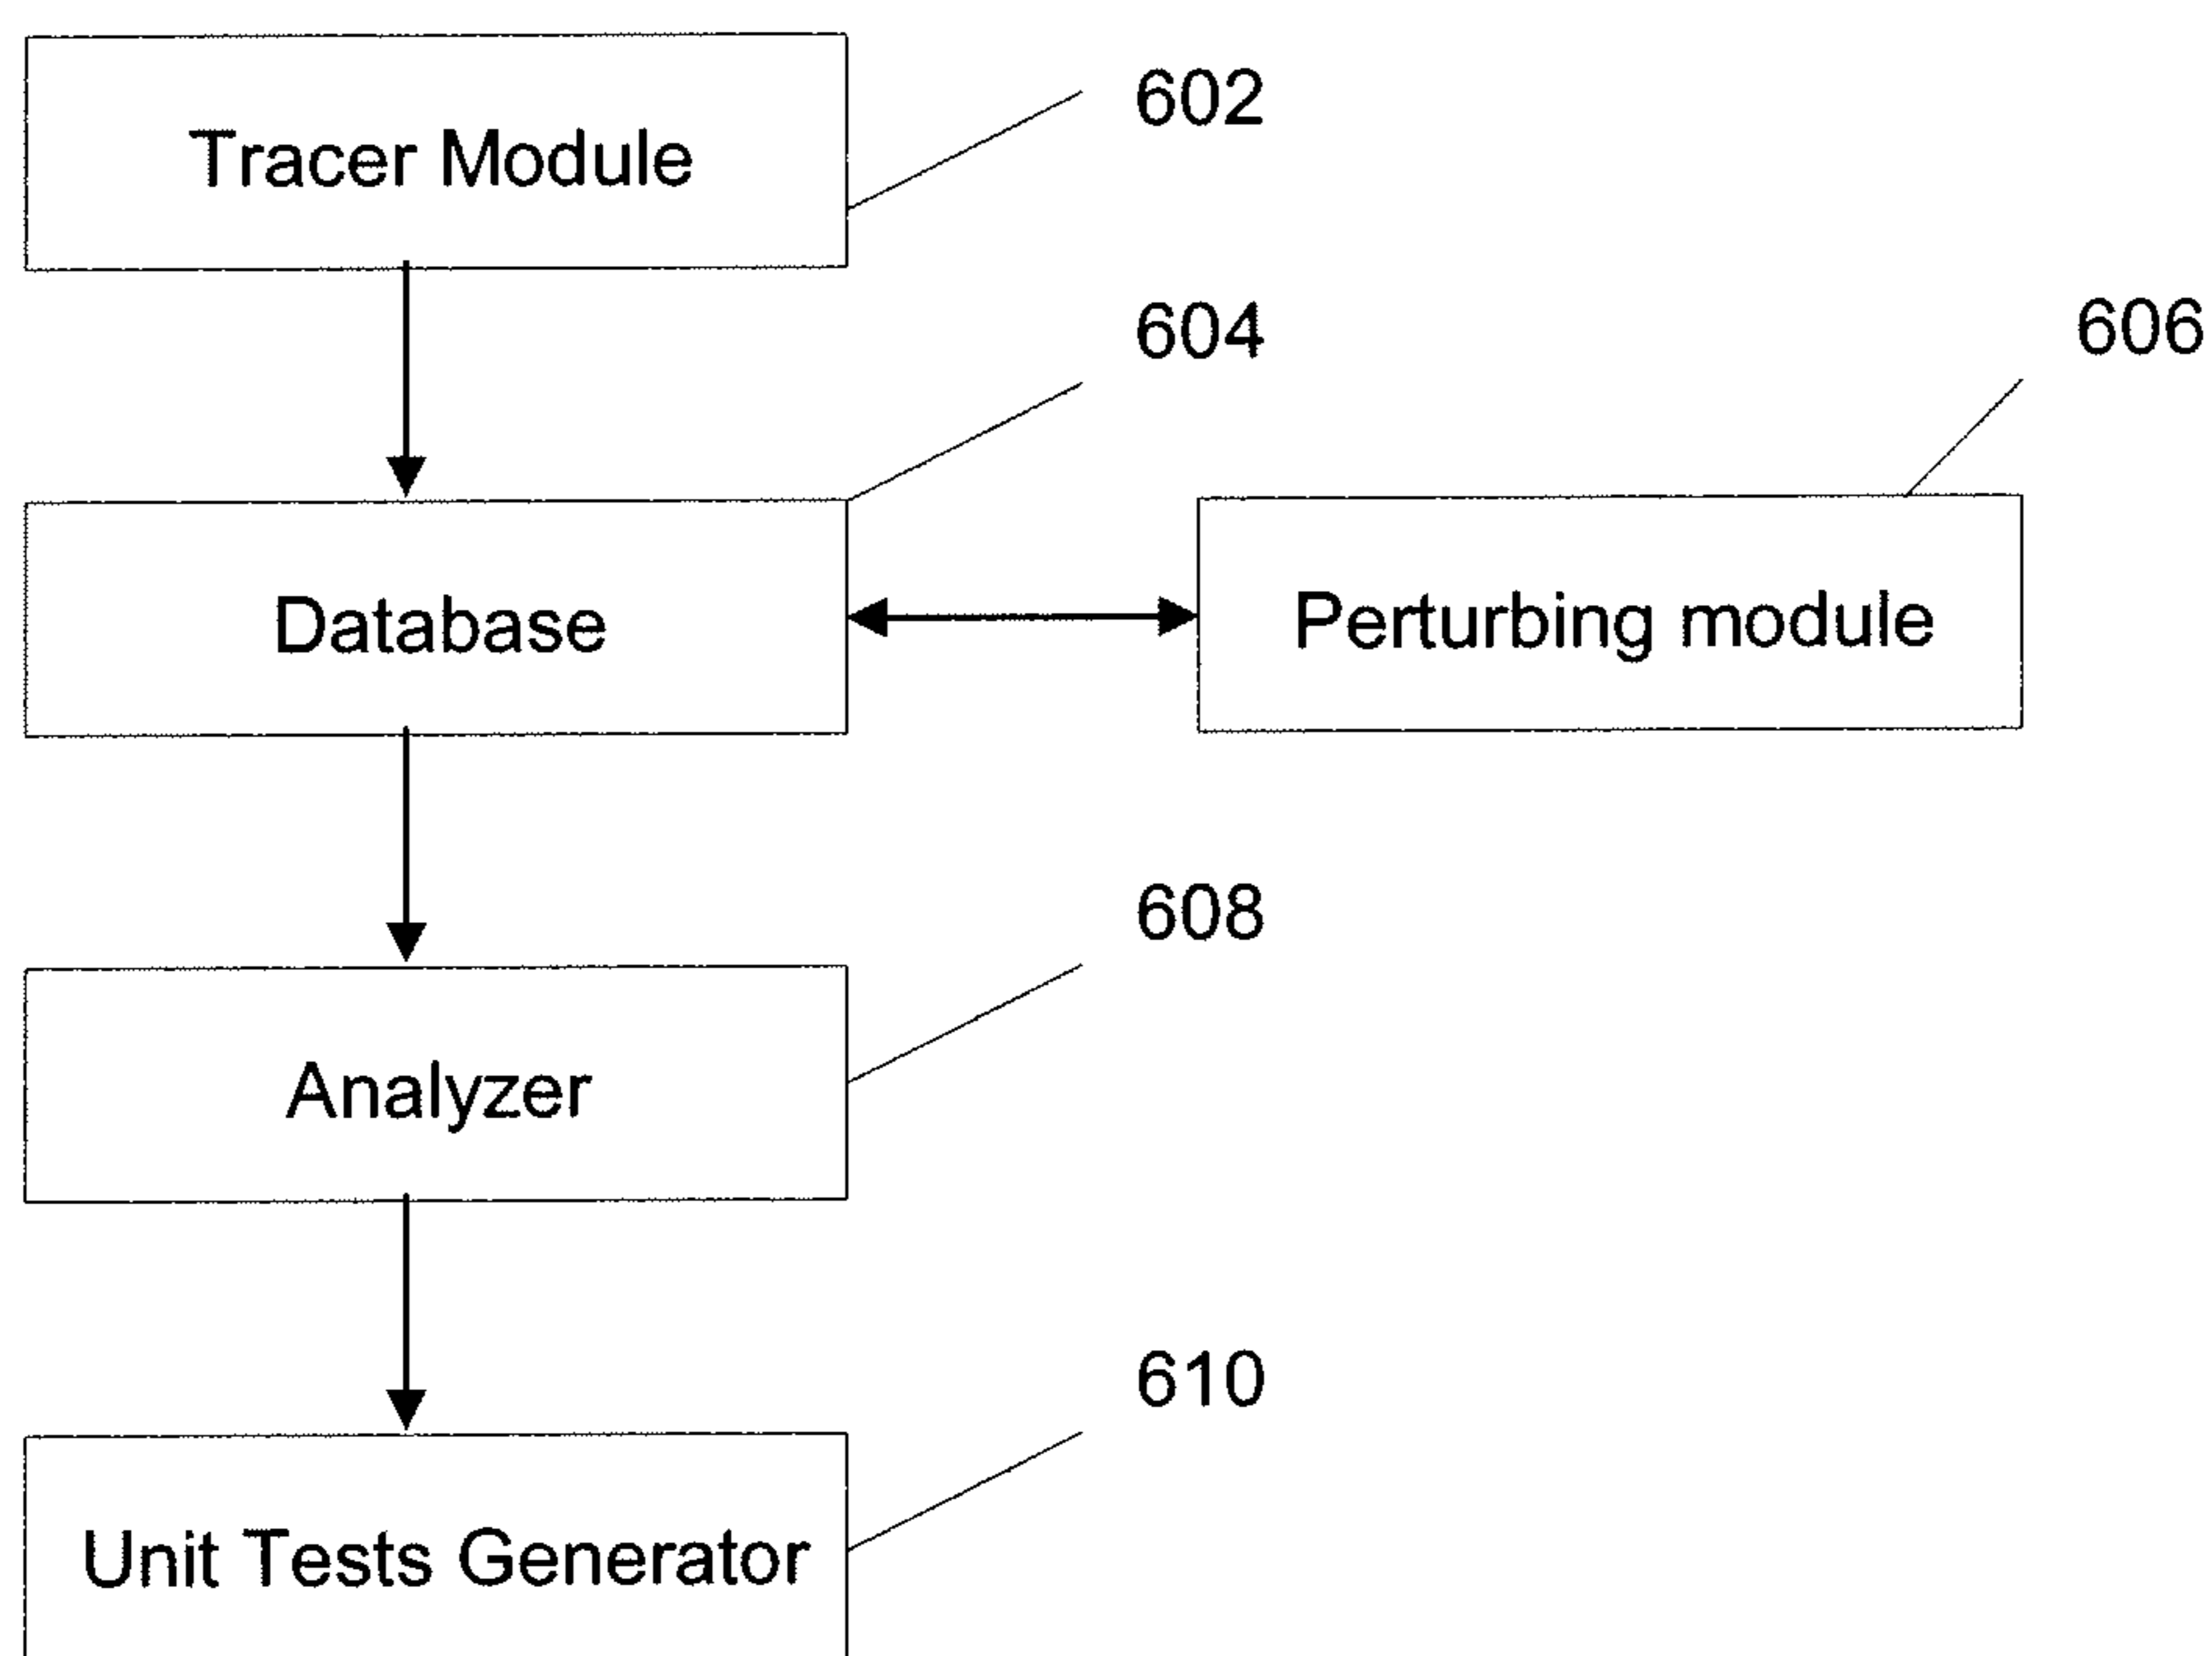 Tracer Module
602
604
606
Database
Perturbing module
608
Analyzer
610
Unit Tests Generator